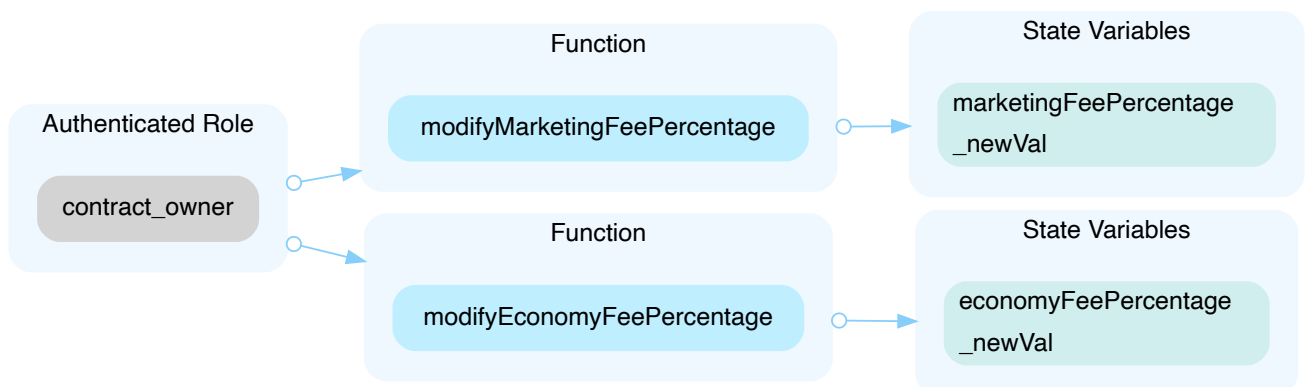 Authenticated Role
contract_owner
Function
modifyMarketingFeePercentage
State Variables
marketingFeePercentage
_newVal
Function
modifyEconomyFeePercentage
State Variables
economyFeePercentage
_newVal